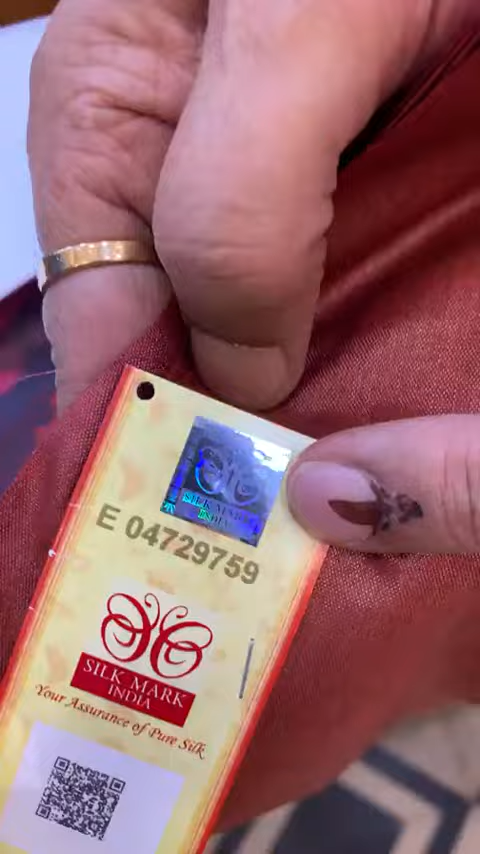 SILK MARK
INDIA
E 04729759
SILK MARK
INDIA
Your Assurance of Pure Silk